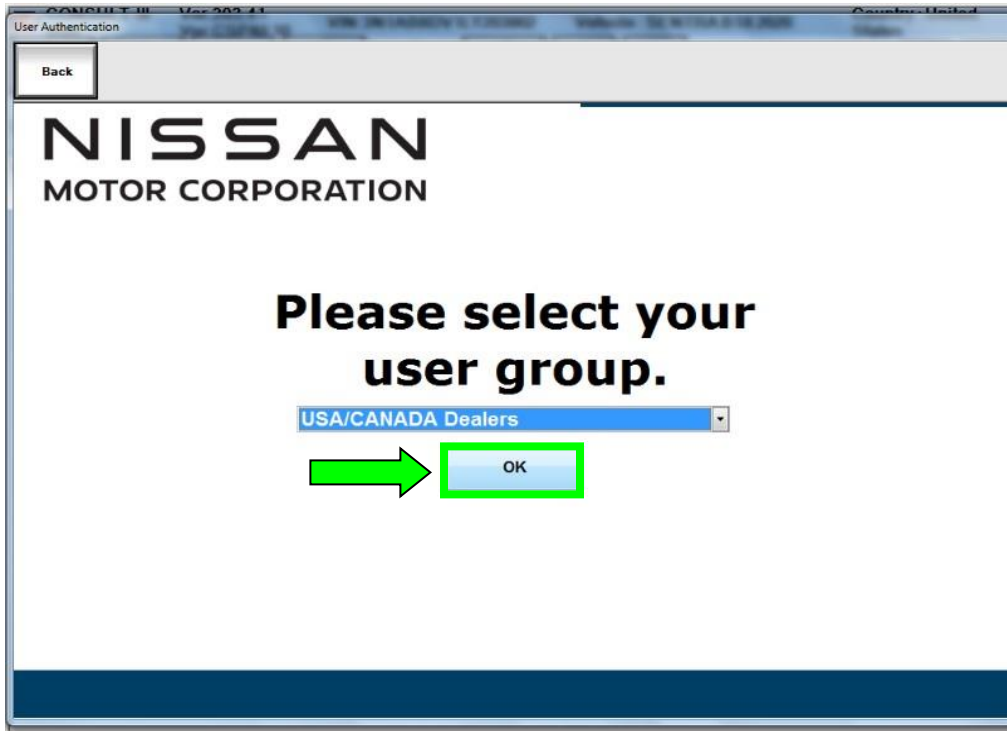 User Authentication
Back
NISSAN
MOTOR CORPORATION
Please select your
user group.
USA/CANADA Dealers
OK